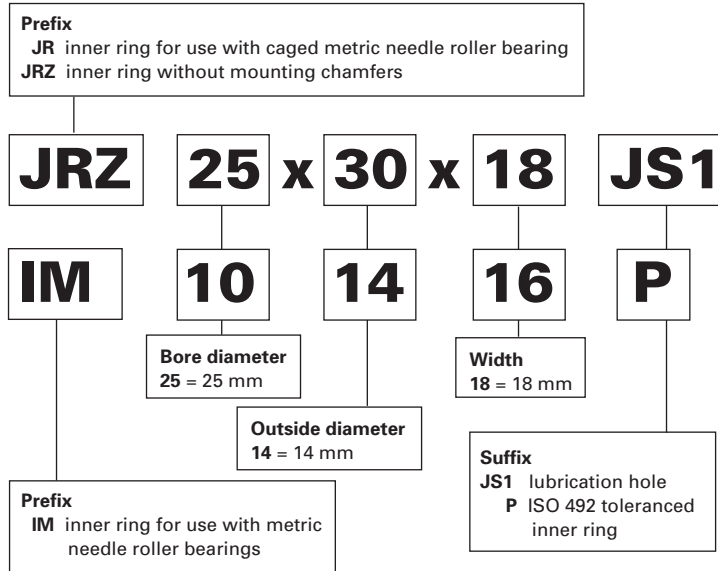 Prefix
JR inner ring for use with caged metric needle roller bearing
JRZ inner ring without mounting chamfers
JRZ 25 x 30 x 18 JS1
IM 10 14 16 P
Bore diameter
25 = 25 mm
Width
18 = 18 mm
Outside diameter
14 = 14 mm
Suffix
JS1 lubrication hole
P ISO 492 toleranced
inner ring
Prefix
IM inner ring for use with metric
needle roller bearings